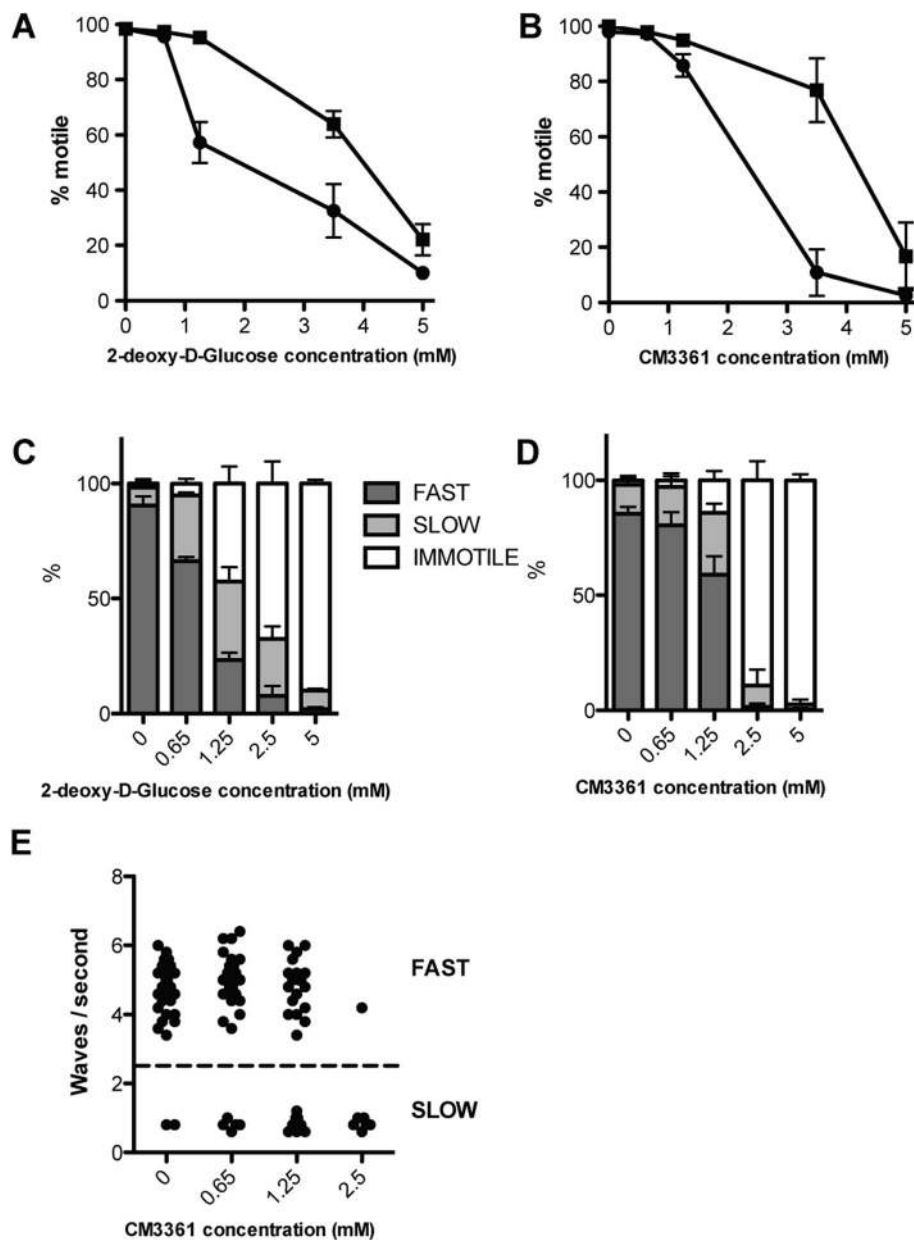 A
% motile
100
80
60
40
20
0
0 1 2 3 4 5
2-deoxy-D-Glucose concentration (mM)
B
% motile
100
80
60
40
20
0
0 1 2 3 4 5
CM3361 concentration (mM)
C
%
100
50
0
0 0.65 1.25 2.5 5
2-deoxy-D-Glucose concentration (mM)
FAST
SLOW
IMMOTILE
D
%
100
50
0
0 0.65 1.25 2.5 5
CM3361 concentration (mM)
E
Waves / second
8
6
4
2
0
FAST
SLOW
0 0.65 1.25 2.5
CM3361 concentration (mM)